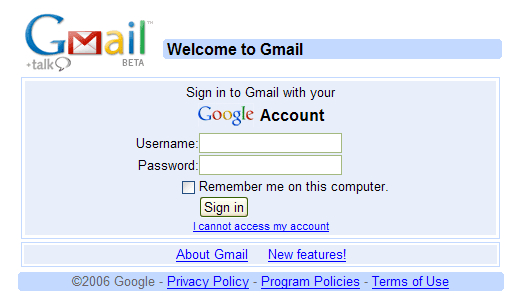 Gmail™
+talk BETA
Welcome to Gmail
Sign in to Gmail with your
Google Account
Username:
Password:
Remember me on this computer.
Sign in
I cannot access my account
About Gmail New features!
©2006 Google - Privacy Policy - Program Policies - Terms of Use